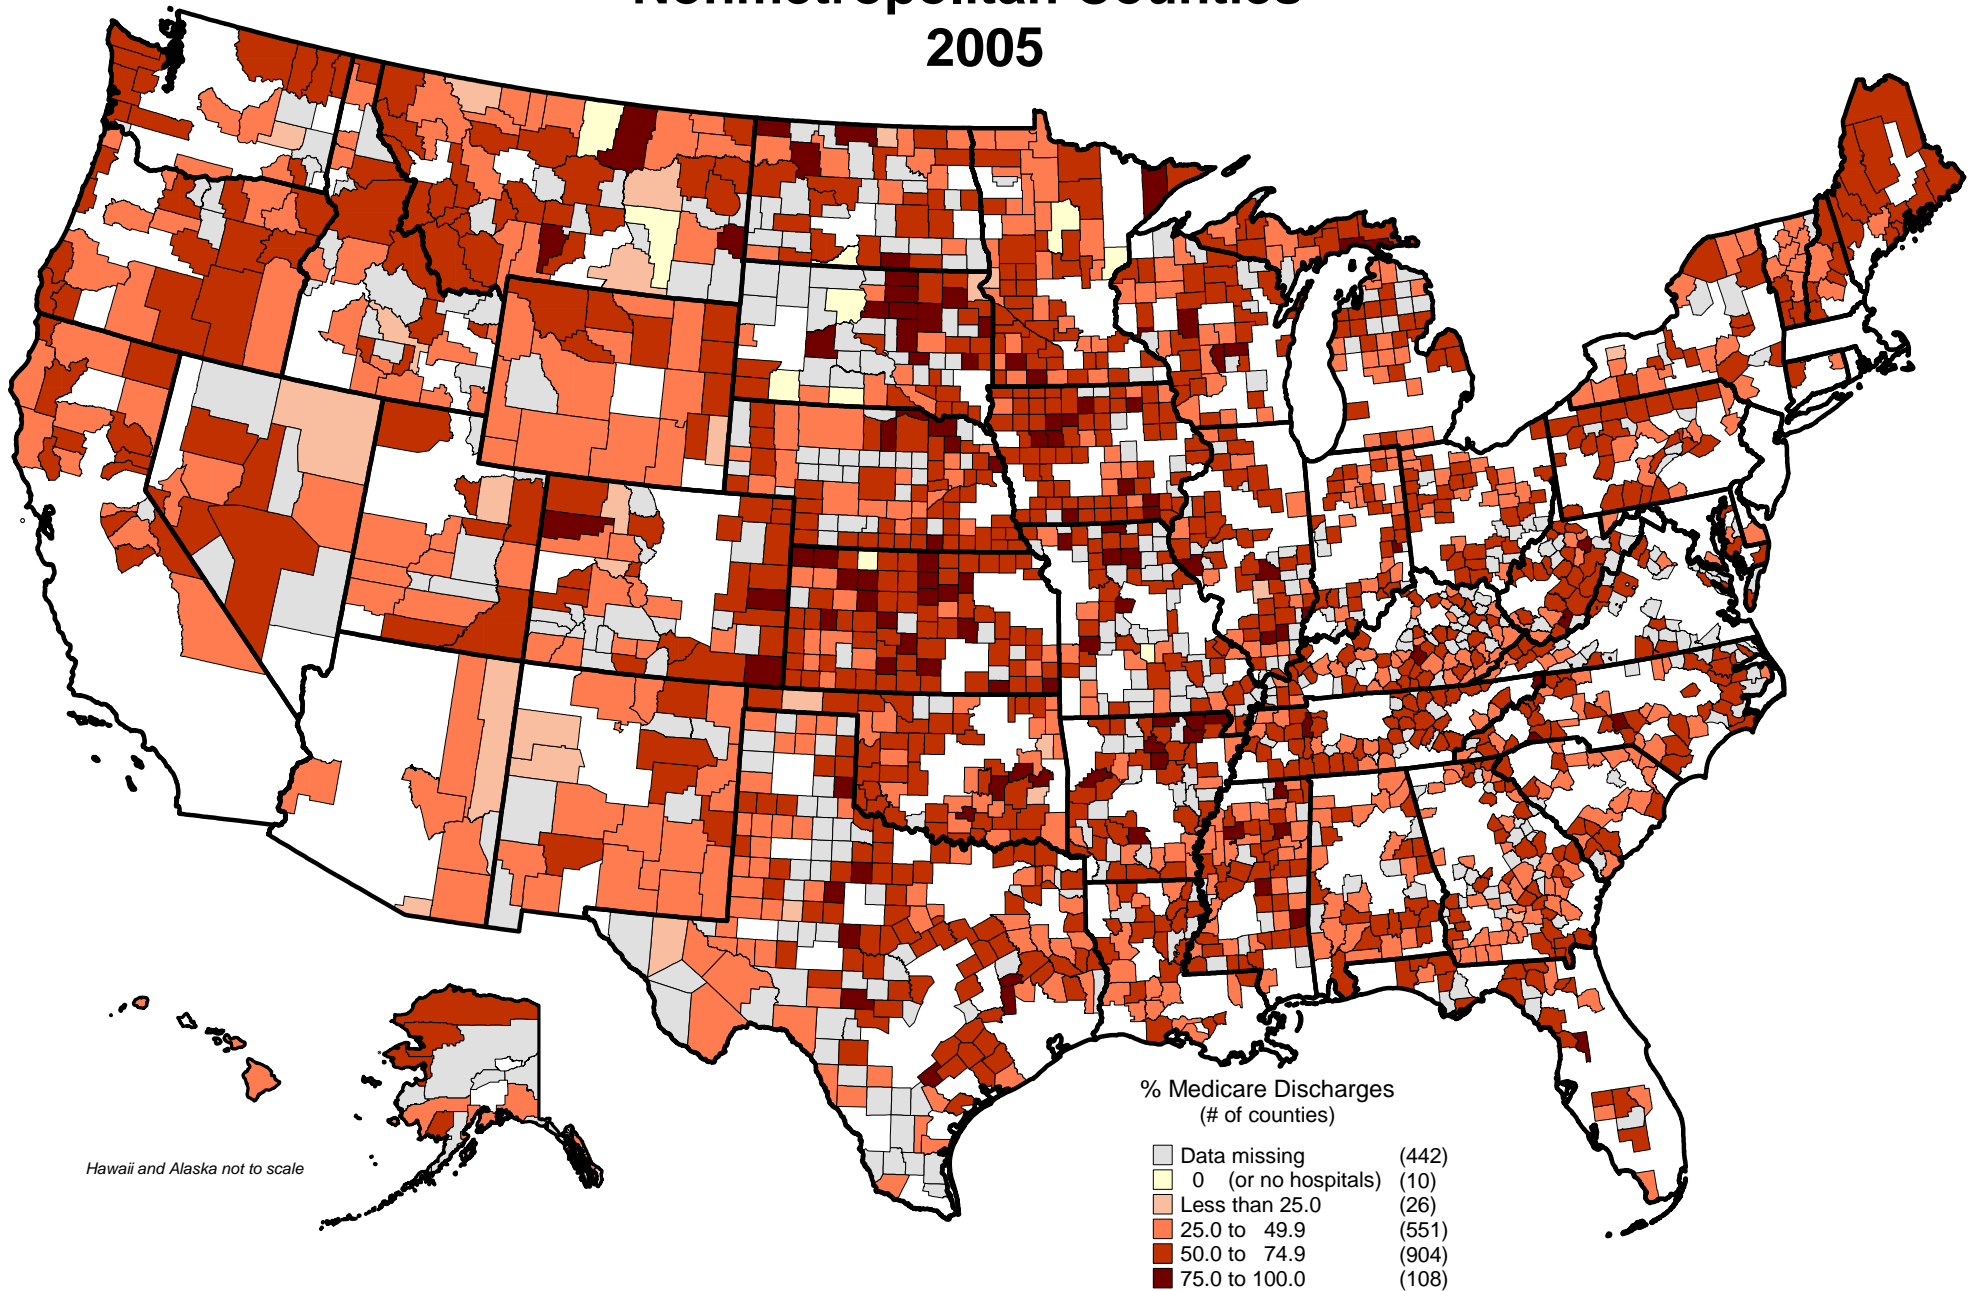 Nonmetropolitan Counties
2005
% Medicare Discharges
(# of counties)
Data missing (442)
0 (or no hospitals) (10)
Less than 25.0 (26)
25.0 to 49.9 (551)
50.0 to 74.9 (904)
75.0 to 100.0 (108)
Hawaii and Alaska not to scale